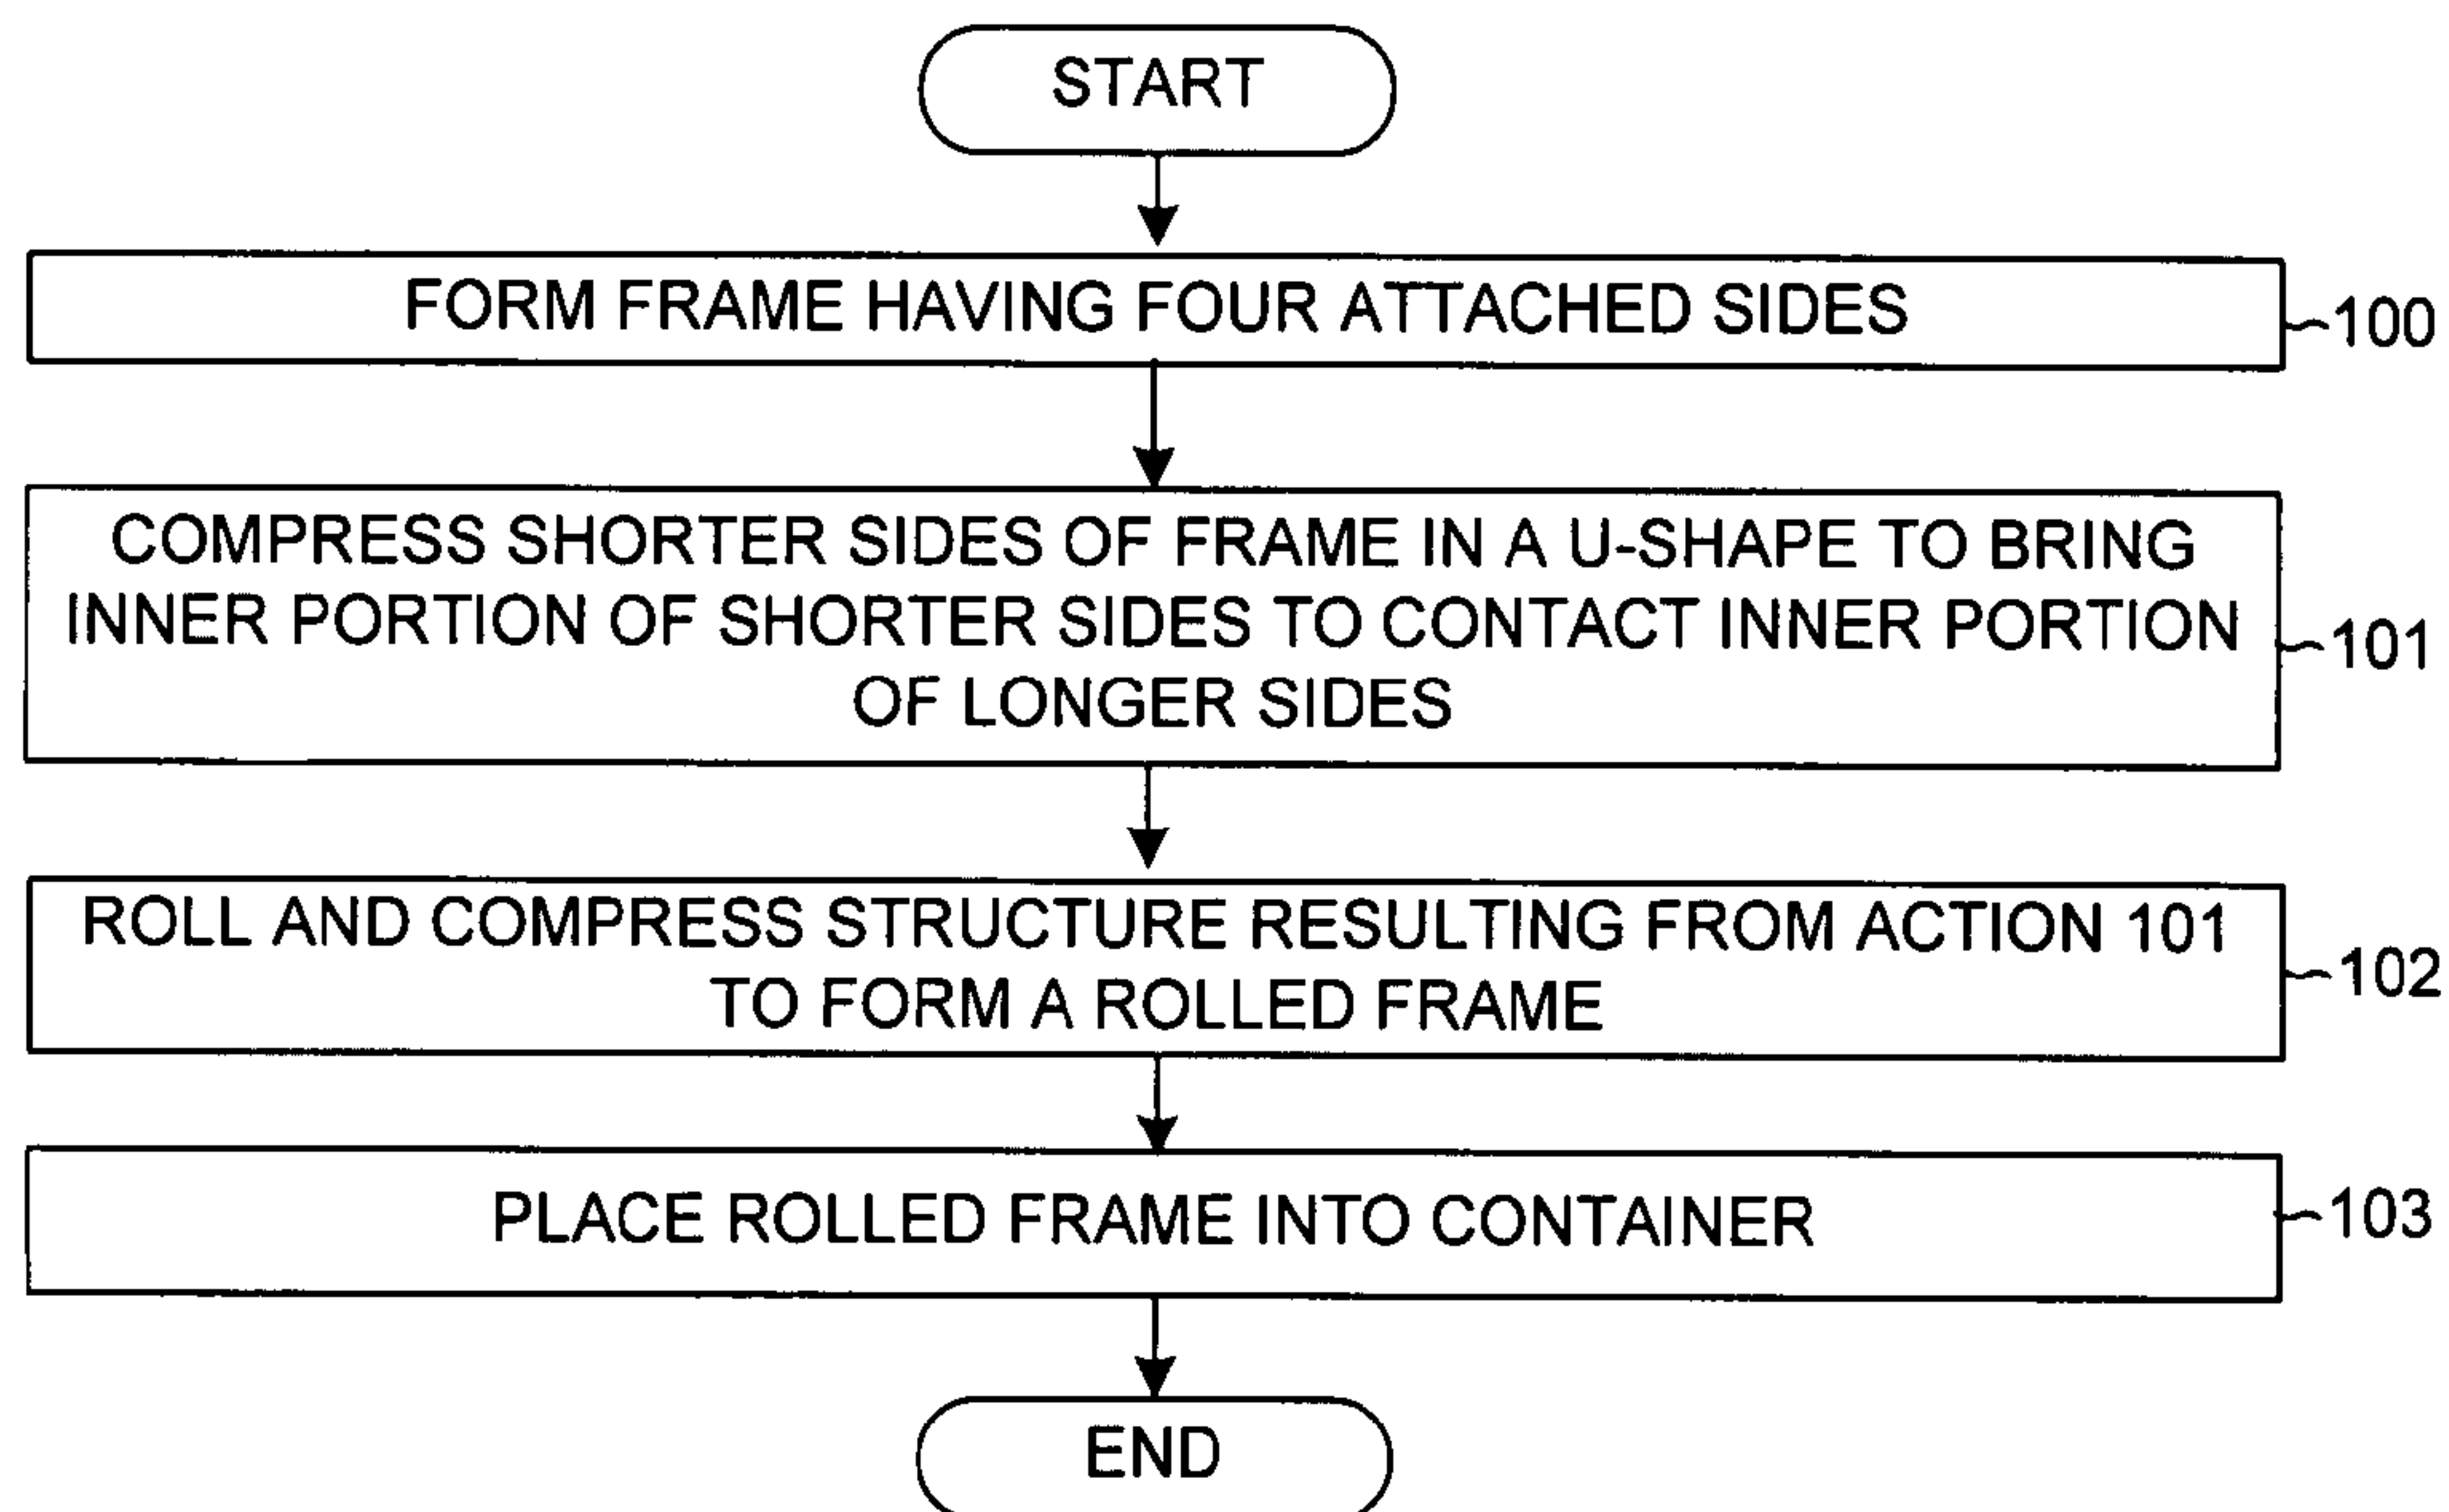 START
FORM FRAME HAVING FOUR ATTACHED SIDES
100
COMPRESS SHORTER SIDES OF FRAME IN A U-SHAPE TO BRING
INNER PORTION OF SHORTER SIDES TO CONTACT INNER PORTION
OF LONGER SIDES
101
ROLL AND COMPRESS STRUCTURE RESULTING FROM ACTION 101
TO FORM A ROLLED FRAME
102
PLACE ROLLED FRAME INTO CONTAINER
103
END